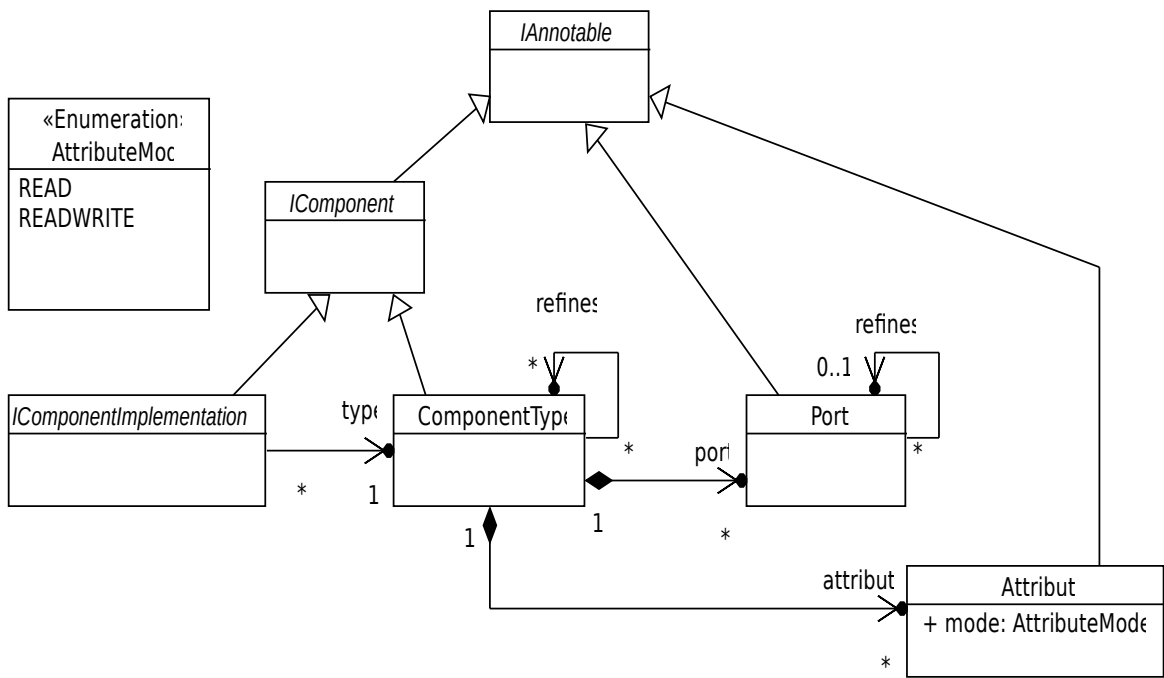 IAnnotable
«Enumeration›
AttributeMoc
READ
READWRITE
IComponent
refines
*
refines
0..1
IComponentImplementation
type
ComponentType
Port
*
*
port
*
1
1
1
*
attribut
Attribut
+ mode: AttributeMode
*